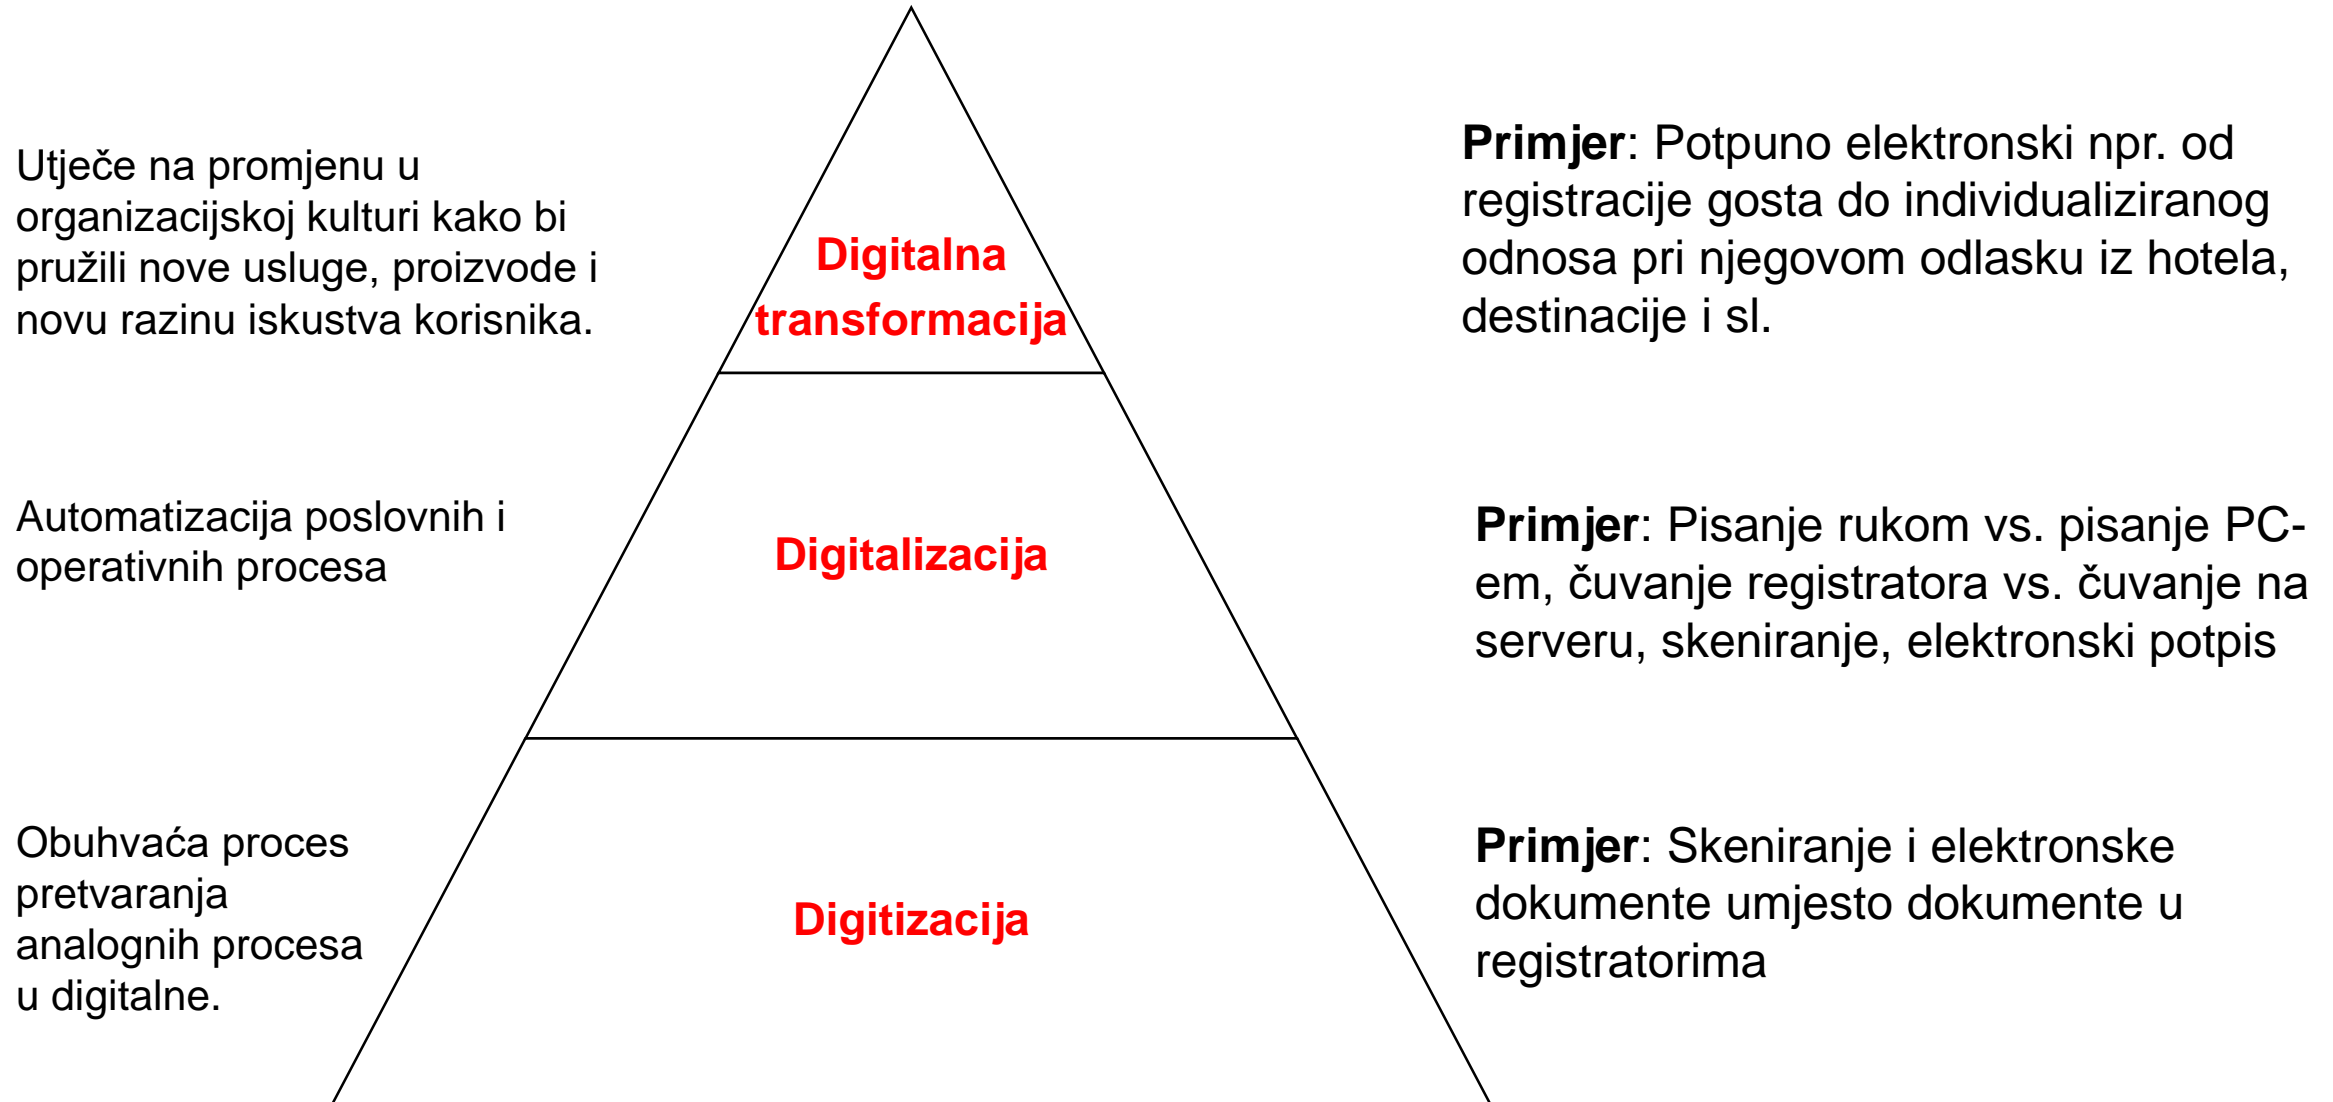 Utječe na promjenu u
organizacijskoj kulturi kako bi
pružili nove usluge, proizvode i
novu razinu iskustva korisnika.
Digitalna
transformacija
Primjer: Potpuno elektronski npr. od
registracije gosta do individualiziranog
odnosa pri njegovom odlasku iz hotela,
destinacije i sl.
Automatizacija poslovnih i
operativnih procesa
Digitalizacija
Primjer: Pisanje rukom vs. pisanje PC-
em, čuvanje registratora vs. čuvanje na
serveru, skeniranje, elektronski potpis
Obuhvaća proces
pretvaranja
analognih procesa
u digitalne.
Digitizacija
Primjer: Skeniranje i elektronske
dokumente umjesto dokumente u
registratorima